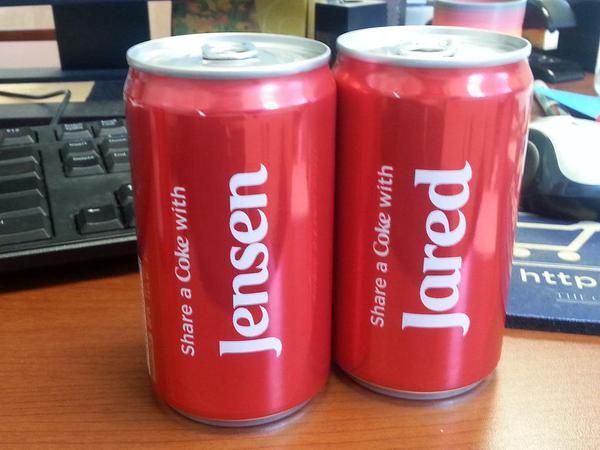 Share a Coke with
Jensen
Share a Coke with
Jared
http